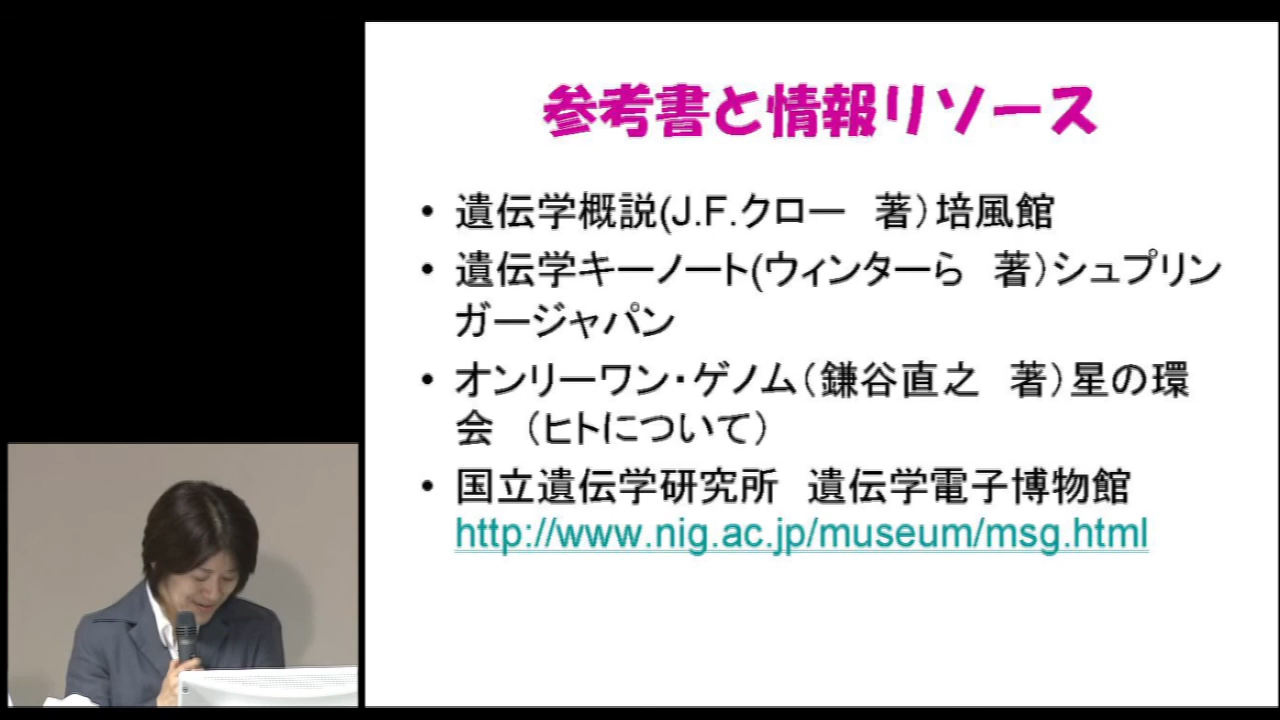 参考書と情報リソース
• 遺伝学概説(J.F.クロー　著)培風館
• 遺伝学キーノート(ウィンターら　著)シュプリン
ガージャパン
• オンリーワン・ゲノム（鎌谷直之　著)星の環
会　（ヒトについて）
• 国立遺伝学研究所　遺伝学電子博物館
http://www.nig.ac.jp/museum/msg.html